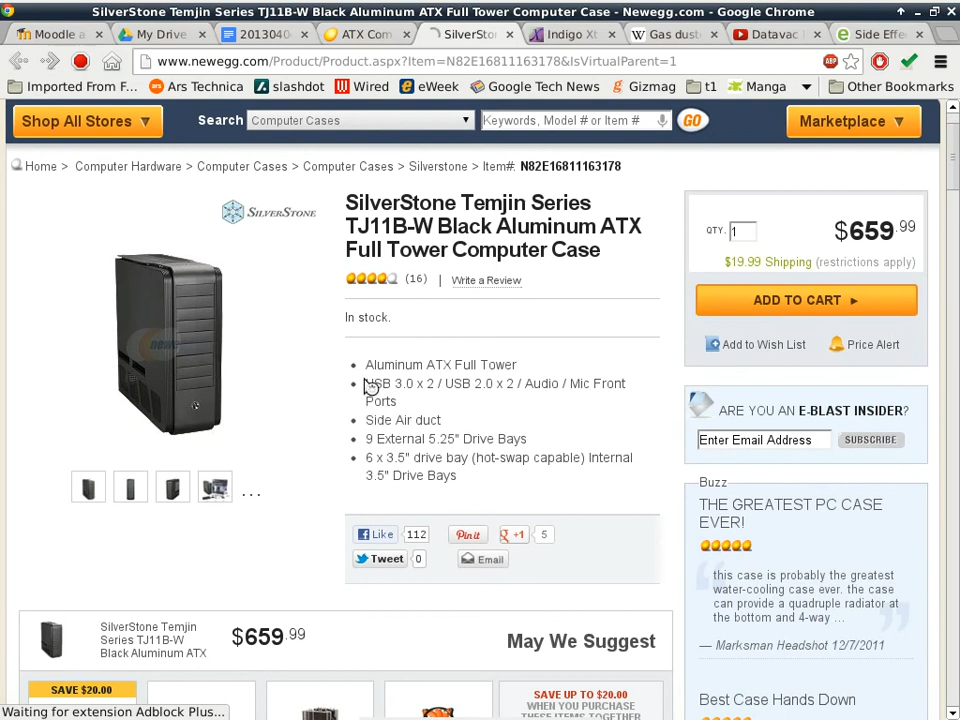 SilverStone Temjin Series TJ11B-W Black Aluminum ATX Full Tower Computer Case - Newegg.com - Google Chrome
Moodle a
My Drive
2013040
ATX Com
SilverSto
Indigo Xt
Gas dust
Datavac
Side Effe
www.newegg.com/Product/Product.aspx?Item=N82E16811163178&IsVirtualParent=1
ABP
Imported From F...
Ars Technica
slashdot
Wired
eWeek
Google Tech News
Gizmag
t1
Manga
Other Bookmarks
Shop All Stores
Search
Computer Cases
Keywords, Model # or Item #
GO
Marketplace
Home > Computer Hardware > Computer Cases > Computer Cases > Silverstone > Item#: N82E16811163178
SILVERSTONE
SilverStone Temjin Series
TJ11B-W Black Aluminum ATX
Full Tower Computer Case
(16) | Write a Review
In stock.
Aluminum ATX Full Tower
USB 3.0 x 2 / USB 2.0 x 2 / Audio / Mic Front
Ports
Side Air duct
9 External 5.25" Drive Bays
6 x 3.5" drive bay (hot-swap capable) Internal
3.5" Drive Bays
...
Like 112
Pin it
g +1 5
Tweet 0
Email
QTY. 1
$659.99
$19.99 Shipping (restrictions apply)
ADD TO CART
Add to Wish List
Price Alert
ARE YOU AN E-BLAST INSIDER?
Enter Email Address
SUBSCRIBE
Buzz
THE GREATEST PC CASE
EVER!
this case is probably the greatest
water-cooling case ever. the case
can provide a quadruple radiator at
the bottom and 4-way ...
— Marksman Headshot 12/7/2011
Best Case Hands Down
SilverStone Temjin
Series TJ11B-W
Black Aluminum ATX
$659.99
May We Suggest
SAVE $20.00
SAVE UP TO $20.00
WHEN YOU PURCHASE
THESE ITEMS TOGETHER
Waiting for extension Adblock Plus...